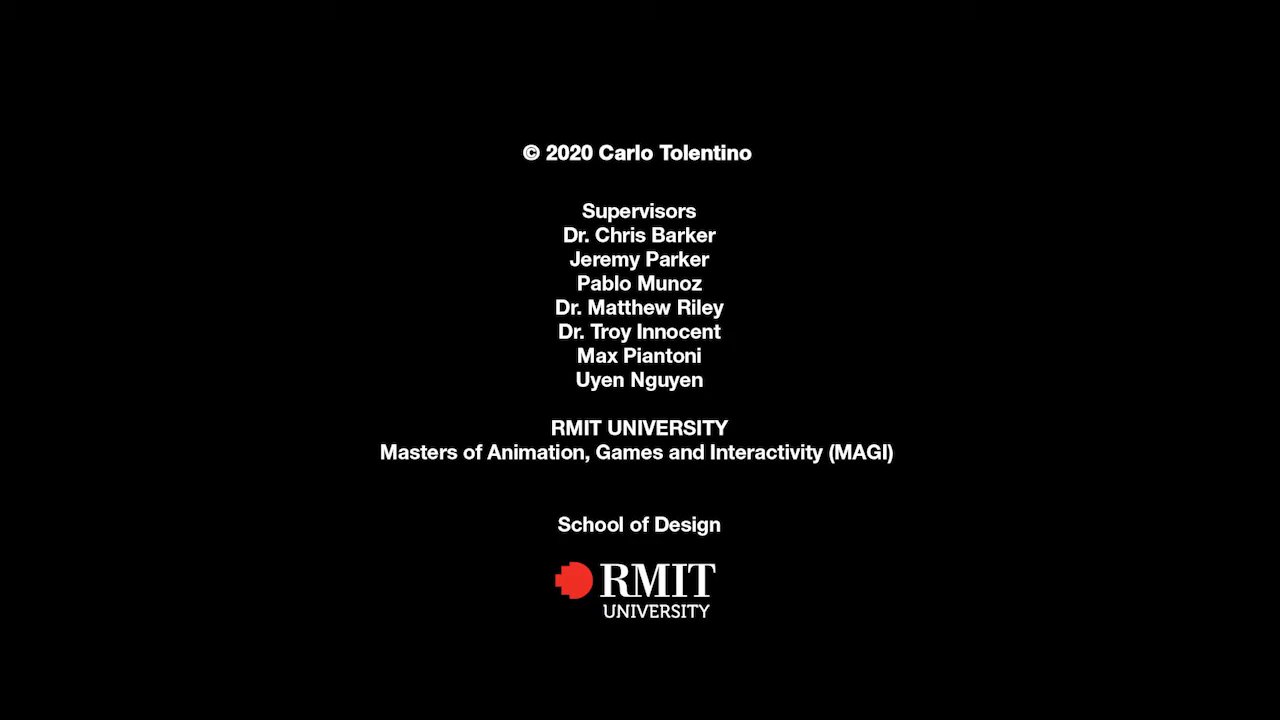 © 2020 Carlo Tolentino
Supervisors
Dr. Chris Barker
Jeremy Parker
Pablo Munoz
Dr. Matthew Riley
Dr. Troy Innocent
Max Piantoni
Uyen Nguyen
RMIT UNIVERSITY
Masters of Animation, Games and Interactivity (MAGI)
School of Design
RMIT
UNIVERSITY